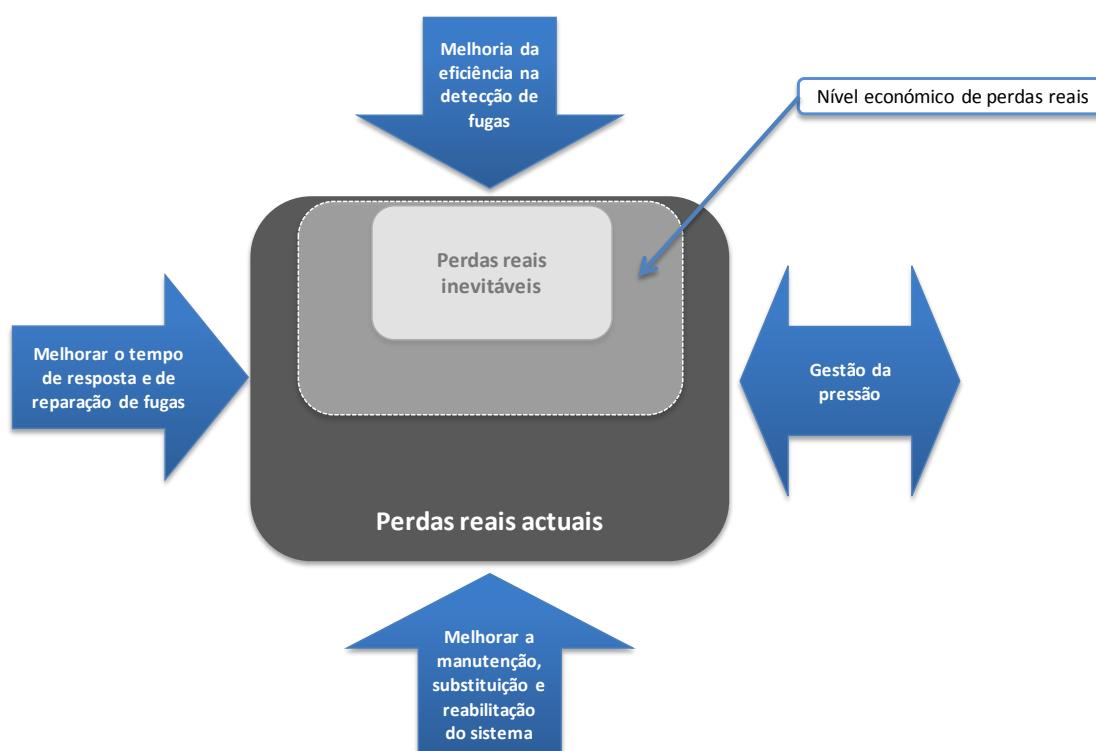 Melhoria da
eficiência na
detecção de
fugas
Nível económico de perdas reais
Perdas reais
inevitáveis
Melhorar o tempo
de resposta e de
reparação de fugas
Gestão da
pressão
Perdas reais actuais
Melhorar a
manutenção,
substituição e
reabilitação
do sistema